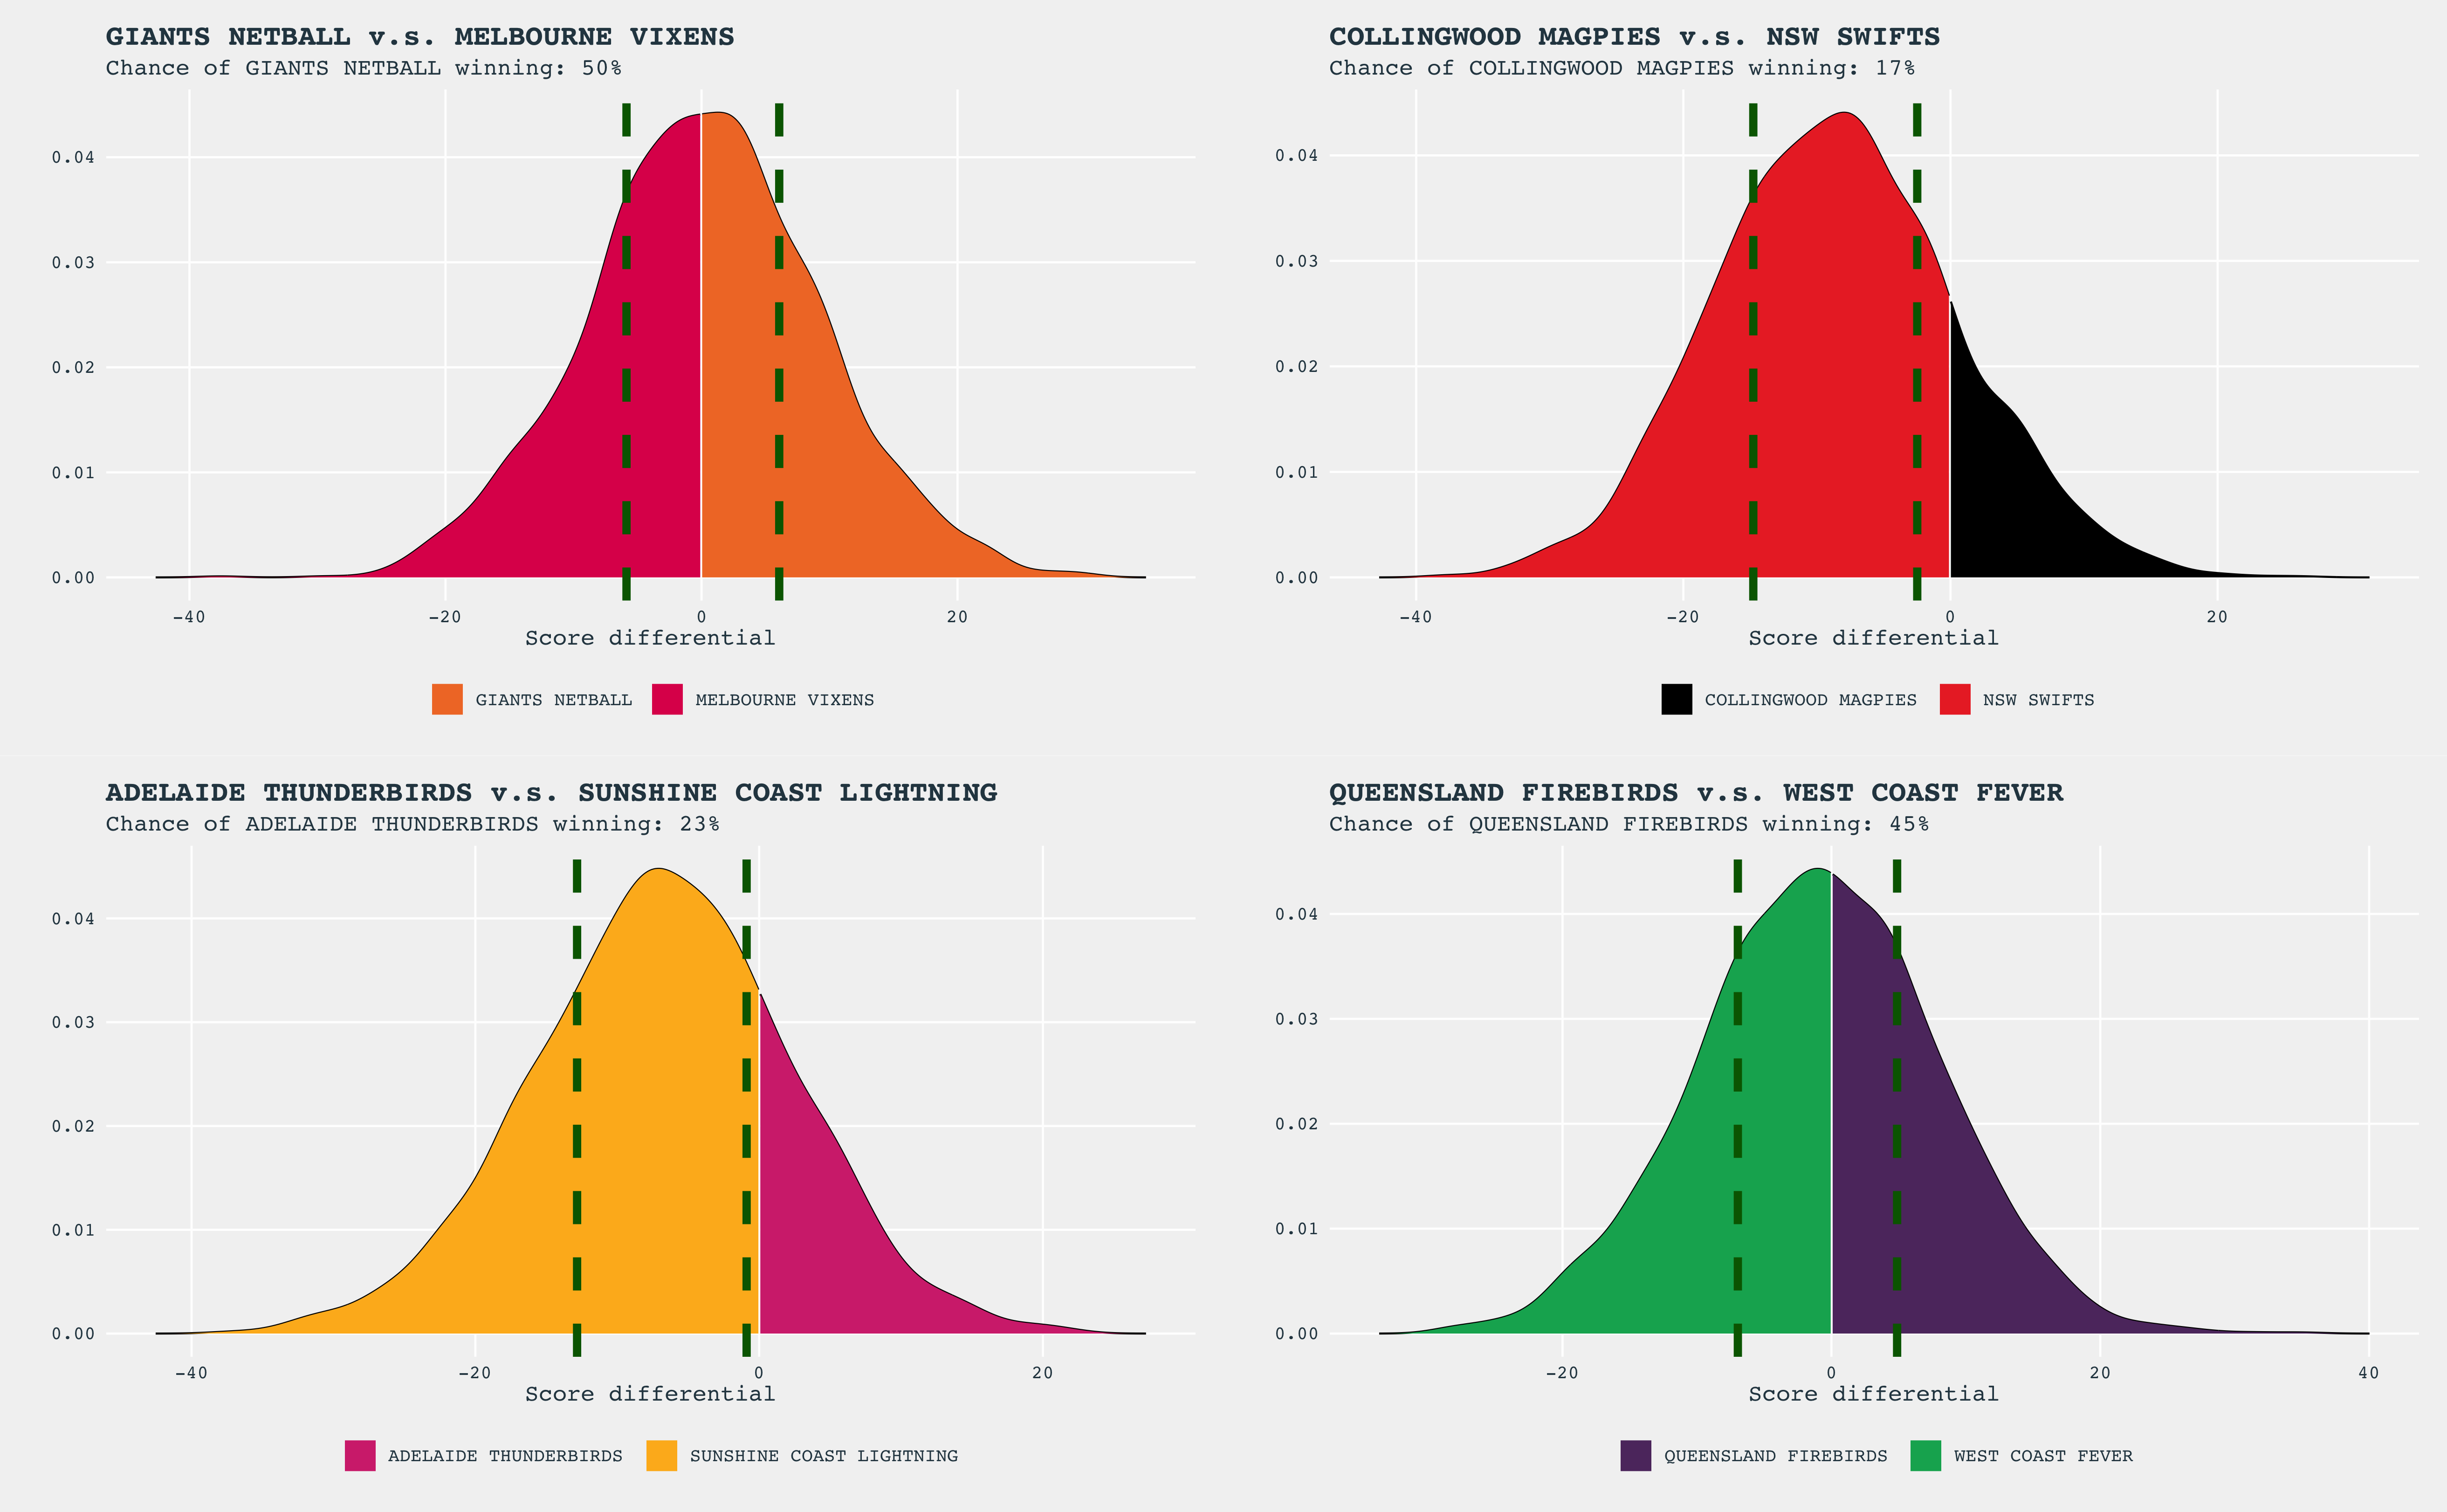 GIANTS NETBALL v.s. MELBOURNE VIXENS
Chance of GIANTS NETBALL winning: 50%
0.04
0.03
0.02
0.01
0.00
-40 -20 0 20
Score differential
GIANTS NETBALL MELBOURNE VIXENS
COLLINGWOOD MAGPIES v.s. NSW SWIFTS
Chance of COLLINGWOOD MAGPIES winning: 17%
0.04
0.03
0.02
0.01
0.00
-40 -20 0 20
Score differential
COLLINGWOOD MAGPIES NSW SWIFTS
ADELAIDE THUNDERBIRDS v.s. SUNSHINE COAST LIGHTNING
Chance of ADELAIDE THUNDERBIRDS winning: 23%
0.04
0.03
0.02
0.01
0.00
-40 -20 0 20
Score differential
ADELAIDE THUNDERBIRDS SUNSHINE COAST LIGHTNING
QUEENSLAND FIREBIRDS v.s. WEST COAST FEVER
Chance of QUEENSLAND FIREBIRDS winning: 45%
0.04
0.03
0.02
0.01
0.00
-20 0 20 40
Score differential
QUEENSLAND FIREBIRDS WEST COAST FEVER